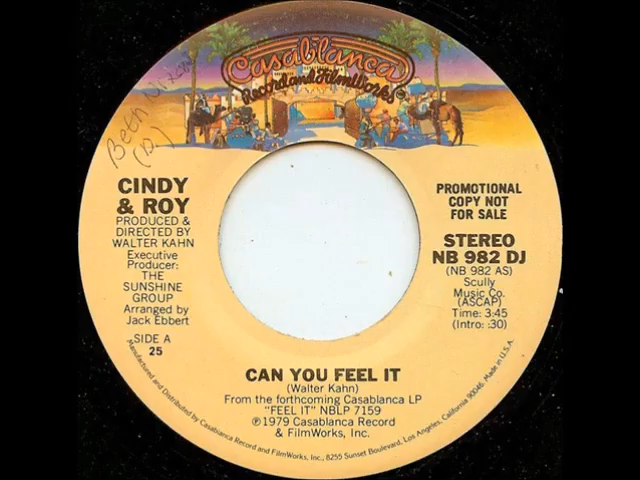 Casablanca
Record and FilmWorks
Beth Dixon
(D.)
CINDY
& ROY
PRODUCED &
DIRECTED BY
WALTER KAHN
Executive
Producer:
THE
SUNSHINE
GROUP
Arranged by
Jack Ebbert
SIDE A
25
PROMOTIONAL
COPY NOT
FOR SALE
STEREO
NB 982 DJ
(NB 982 AS)
Scully
Music Co.
(ASCAP)
Time: 3:45
(Intro: :30)
CAN YOU FEEL IT
(Walter Kahn)
From the forthcoming Casablanca LP
"FEEL IT" NBLP 7159
℗1979 Casablanca Record
& FilmWorks, Inc.
Manufactured and Distributed by Casablanca Record and FilmWorks, Inc., 8255 Sunset Boulevard, Los Angeles, California 90046 Made in U.S.A.